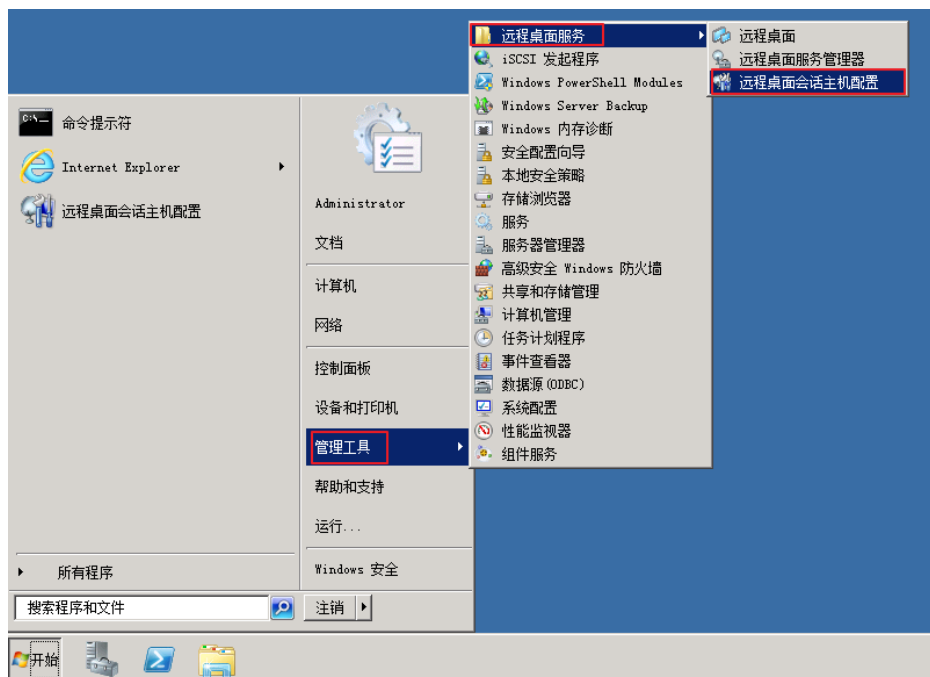 远程桌面服务
iSCSI 发起程序
Windows PowerShell Modules
Windows Server Backup
Windows 内存诊断
安全配置向导
本地安全策略
存储浏览器
服务
服务器管理器
高级安全 Windows 防火墙
共享和存储管理
计算机管理
任务计划程序
事件查看器
数据源(ODBC)
系统配置
性能监视器
组件服务
远程桌面
远程桌面服务管理器
远程桌面会话主机配置
C:\_
命令提示符
Internet Explorer
远程桌面会话主机配置
Administrator
文档
计算机
网络
控制面板
设备和打印机
管理工具
帮助和支持
运行...
Windows 安全
所有程序
搜索程序和文件
注销
开始